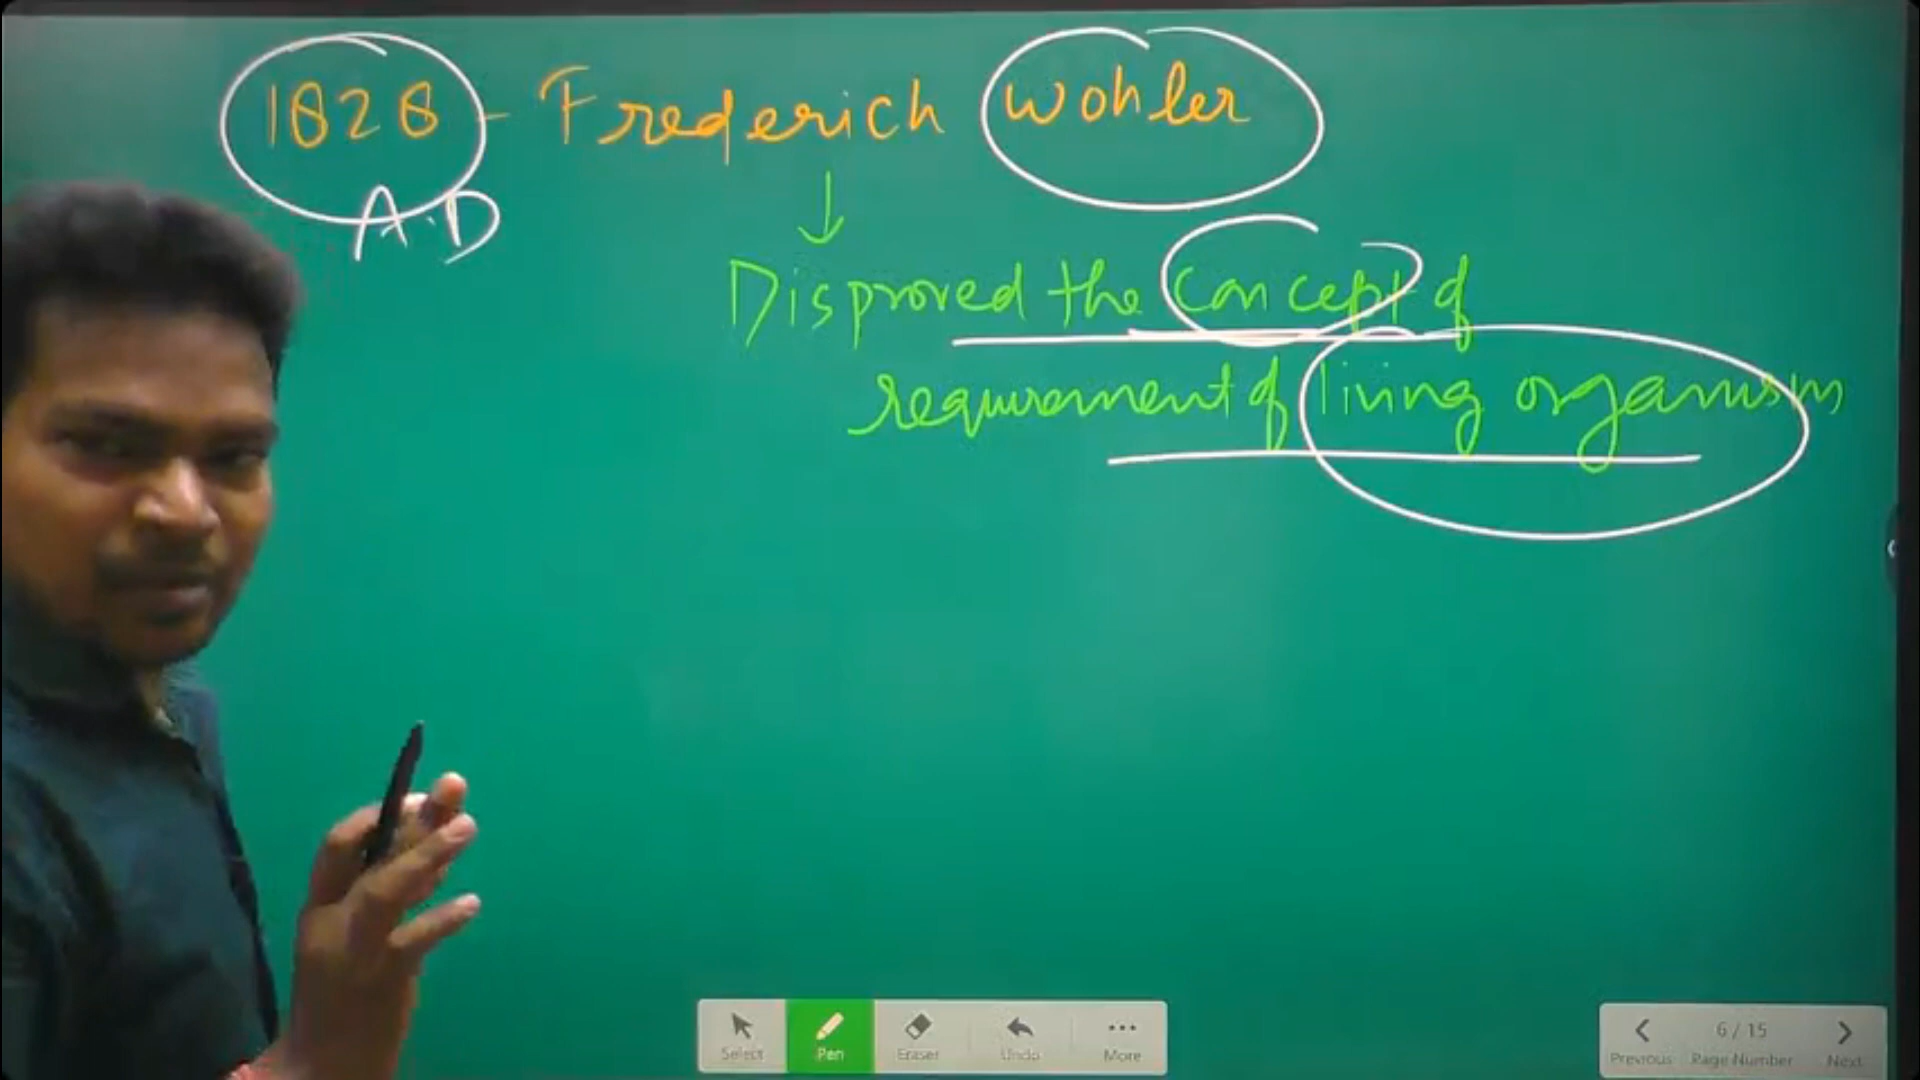 1828 - Frederich Wohler
A.D
↓
Disproved the concept of
requirement of living organism
Select Pen Eraser Undo More
6 / 15
Previous Page Number Next